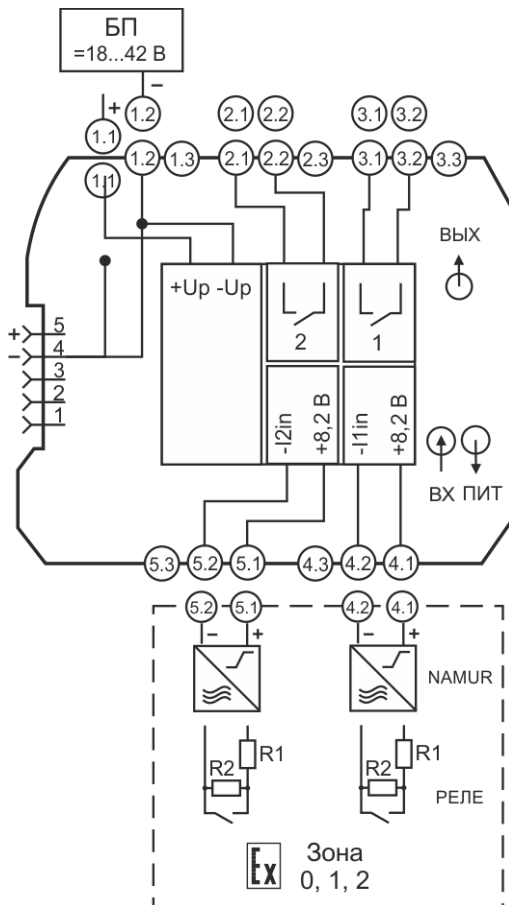 БП
=18...42 В
+ −
1.1 1.2 2.1 2.2 3.1 3.2
1.1 1.2 1.3 2.1 2.2 2.3 3.1 3.2 3.3
ВЫХ
+Up -Up
2 1
+ 5
− 4
3
2
1
-I2in +8,2 В -I1in +8,2 В
ВХ ПИТ
5.3 5.2 5.1 4.3 4.2 4.1
5.2 5.1 4.2 4.1
− + − +
NAMUR
R1 R1
R2 R2
РЕЛЕ
Ex Зона
0, 1, 2